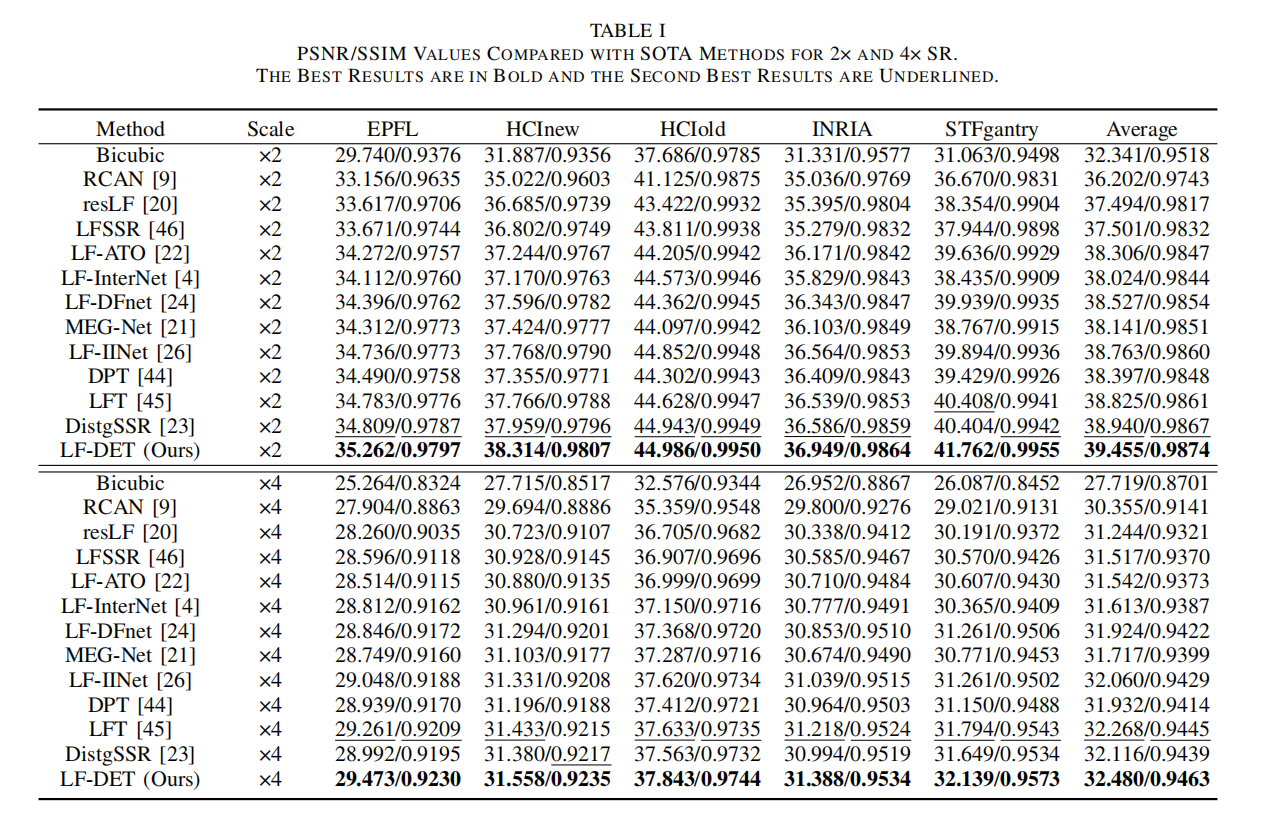 TABLE I
PSNR/SSIM VALUES COMPARED WITH SOTA METHODS FOR 2× AND 4× SR.
THE BEST RESULTS ARE IN BOLD AND THE SECOND BEST RESULTS ARE UNDERLINED.
Method Scale EPFL HCInew HCIold INRIA STFgantry Average
Bicubic ×2 29.740/0.9376 31.887/0.9356 37.686/0.9785 31.331/0.9577 31.063/0.9498 32.341/0.9518
RCAN [9] ×2 33.156/0.9635 35.022/0.9603 41.125/0.9875 35.036/0.9769 36.670/0.9831 36.202/0.9743
resLF [20] ×2 33.617/0.9706 36.685/0.9739 43.422/0.9932 35.395/0.9804 38.354/0.9904 37.494/0.9817
LFSSR [46] ×2 33.671/0.9744 36.802/0.9749 43.811/0.9938 35.279/0.9832 37.944/0.9898 37.501/0.9832
LF-ATO [22] ×2 34.272/0.9757 37.244/0.9767 44.205/0.9942 36.171/0.9842 39.636/0.9929 38.306/0.9847
LF-InterNet [4] ×2 34.112/0.9760 37.170/0.9763 44.573/0.9946 35.829/0.9843 38.435/0.9909 38.024/0.9844
LF-DFnet [24] ×2 34.396/0.9762 37.596/0.9782 44.362/0.9945 36.343/0.9847 39.939/0.9935 38.527/0.9854
MEG-Net [21] ×2 34.312/0.9773 37.424/0.9777 44.097/0.9942 36.103/0.9849 38.767/0.9915 38.141/0.9851
LF-IINet [26] ×2 34.736/0.9773 37.768/0.9790 44.852/0.9948 36.564/0.9853 39.894/0.9936 38.763/0.9860
DPT [44] ×2 34.490/0.9758 37.355/0.9771 44.302/0.9943 36.409/0.9843 39.429/0.9926 38.397/0.9848
LFT [45] ×2 34.783/0.9776 37.766/0.9788 44.628/0.9947 36.539/0.9853 40.408/0.9941 38.825/0.9861
DistgSSR [23] ×2 34.809/0.9787 37.959/0.9796 44.943/0.9949 36.586/0.9859 40.404/0.9942 38.940/0.9867
LF-DET (Ours) ×2 35.262/0.9797 38.314/0.9807 44.986/0.9950 36.949/0.9864 41.762/0.9955 39.455/0.9874
Bicubic ×4 25.264/0.8324 27.715/0.8517 32.576/0.9344 26.952/0.8867 26.087/0.8452 27.719/0.8701
RCAN [9] ×4 27.904/0.8863 29.694/0.8886 35.359/0.9548 29.800/0.9276 29.021/0.9131 30.355/0.9141
resLF [20] ×4 28.260/0.9035 30.723/0.9107 36.705/0.9682 30.338/0.9412 30.191/0.9372 31.244/0.9321
LFSSR [46] ×4 28.596/0.9118 30.928/0.9145 36.907/0.9696 30.585/0.9467 30.570/0.9426 31.517/0.9370
LF-ATO [22] ×4 28.514/0.9115 30.880/0.9135 36.999/0.9699 30.710/0.9484 30.607/0.9430 31.542/0.9373
LF-InterNet [4] ×4 28.812/0.9162 30.961/0.9161 37.150/0.9716 30.777/0.9491 30.365/0.9409 31.613/0.9387
LF-DFnet [24] ×4 28.846/0.9172 31.294/0.9201 37.368/0.9720 30.853/0.9510 31.261/0.9506 31.924/0.9422
MEG-Net [21] ×4 28.749/0.9160 31.103/0.9177 37.287/0.9716 30.674/0.9490 30.771/0.9453 31.717/0.9399
LF-IINet [26] ×4 29.048/0.9188 31.331/0.9208 37.620/0.9734 31.039/0.9515 31.261/0.9502 32.060/0.9429
DPT [44] ×4 28.939/0.9170 31.196/0.9188 37.412/0.9721 30.964/0.9503 31.150/0.9488 31.932/0.9414
LFT [45] ×4 29.261/0.9209 31.433/0.9215 37.633/0.9735 31.218/0.9524 31.794/0.9543 32.268/0.9445
DistgSSR [23] ×4 28.992/0.9195 31.380/0.9217 37.563/0.9732 30.994/0.9519 31.649/0.9534 32.116/0.9439
LF-DET (Ours) ×4 29.473/0.9230 31.558/0.9235 37.843/0.9744 31.388/0.9534 32.139/0.9573 32.480/0.9463